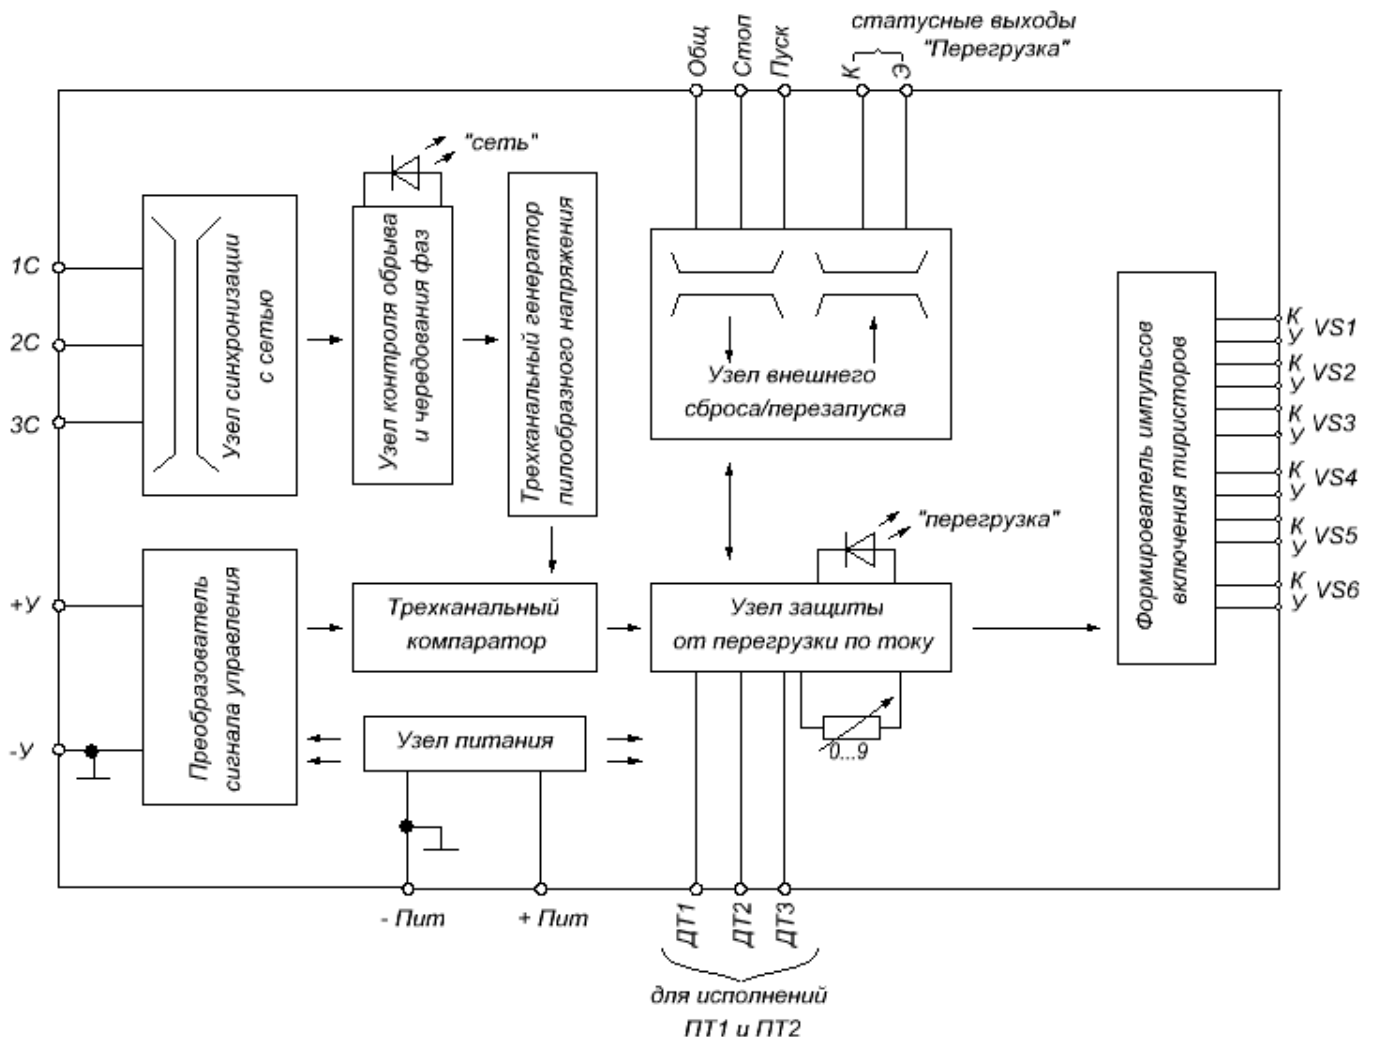 статусные выходы
"Перегрузка"
Общ
Стоп
Пуск
К
Э
"сеть"
1С
2С
3С
Узел синхронизации
с сетью
Узел контроля обрыва
и чередования фаз
Трехканальный генератор
пилообразного напряжения
Узел внешнего
сброса/перезапуска
Формирователь импульсов
включения тиристоров
К
У
VS1
К
У
VS2
К
У
VS3
К
У
VS4
К
У
VS5
К
У
VS6
"перегрузка"
+У
-У
Преобразователь
сигнала управления
Трехканальный
компаратор
Узел защиты
от перегрузки по току
0...9
Узел питания
- Пит
+ Пит
ДТ1
ДТ2
ДТ3
для исполнений
ПТ1 и ПТ2